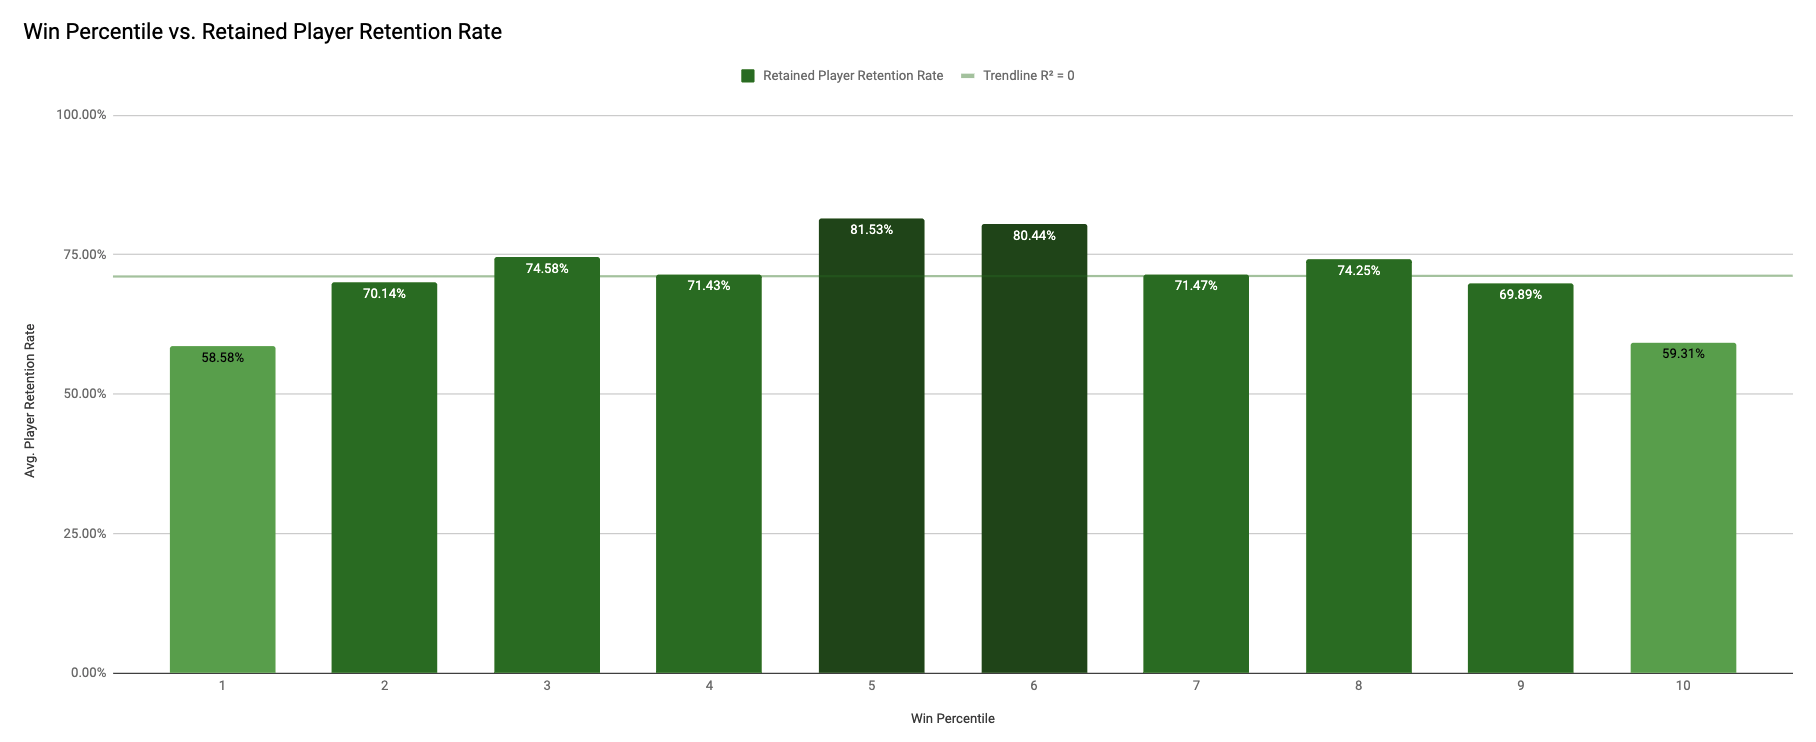 Win Percentile vs. Retained Player Retention Rate
Retained Player Retention Rate
Trendline R² = 0
100.00%
75.00%
50.00%
25.00%
0.00%
Avg. Player Retention Rate
58.58%
70.14%
74.58%
71.43%
81.53%
80.44%
71.47%
74.25%
69.89%
59.31%
1 2 3 4 5 6 7 8 9 10
Win Percentile